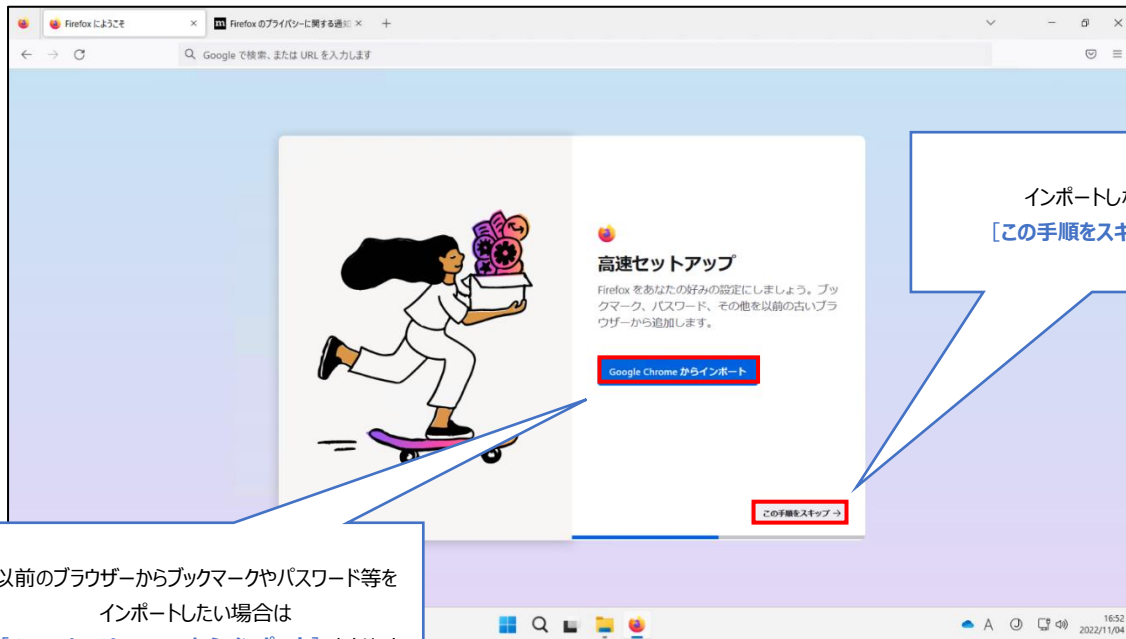 Firefox にようこそ
Firefox のプライバシーに関する通知
Google で検索、または URL を入力します
インポートしな
[この手順をスキ
高速セットアップ
Firefox をあなたの好みの設定にしましょう。ブッ
クマーク、パスワード、その他を以前の古いブラ
ウザーから追加します。
Google Chrome からインポート
この手順をスキップ →
以前のブラウザーからブックマークやパスワード等を
インポートしたい場合は
A
16:52
2022/11/04